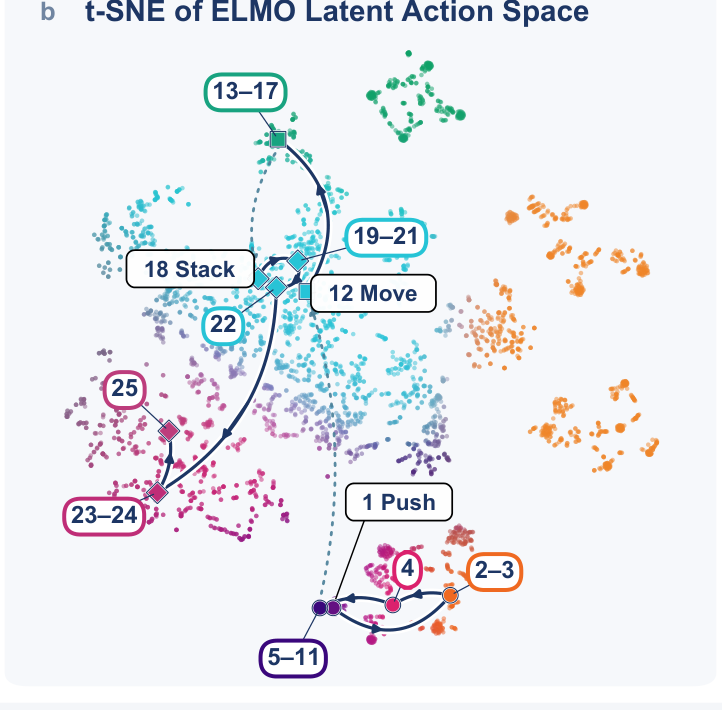 b t-SNE of ELMO Latent Action Space
13–17
19–21
18 Stack
12 Move
22
25
1 Push
23–24
4
2–3
5–11